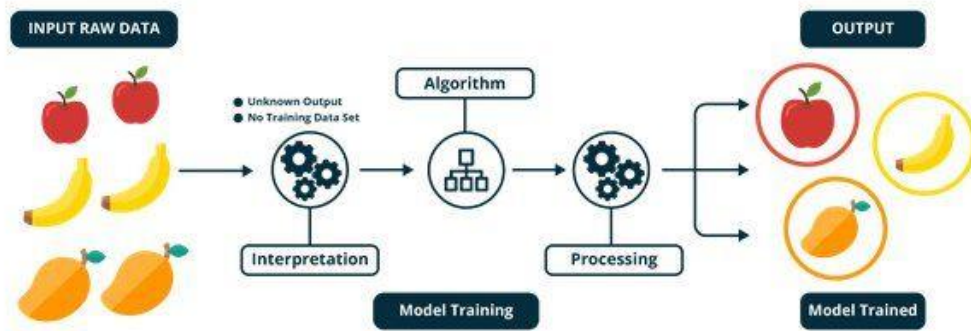 INPUT RAW DATA
OUTPUT
Algorithm
Unknown Output
No Training Data Set
Interpretation
Processing
Model Training
Model Trained